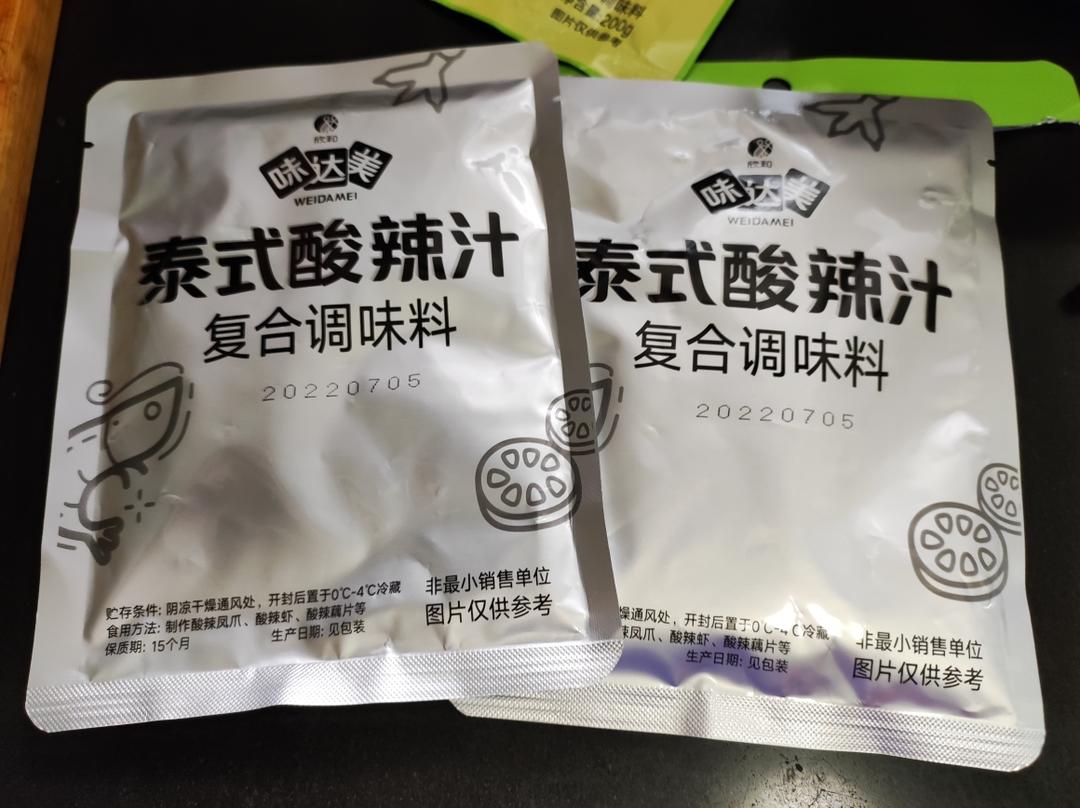 调味料
净含量:200g
图片仅供参考
欣和
味达美
WEIDAMEI
泰式酸辣汁
复合调味料
20220705
贮存条件: 阴凉干燥通风处，开封后置于0℃-4℃冷藏
食用方法: 制作酸辣凤爪、酸辣虾、酸辣藕片等
保质期: 15个月
生产日期: 见包装
非最小销售单位
图片仅供参考
欣和
味达美
WEIDAMEI
泰式酸辣汁
复合调味料
20220705
燥通风处，开封后置于0℃-4℃冷藏
辣凤爪、酸辣虾、酸辣藕片等
生产日期: 见包装
非最小销售单位
图片仅供参考